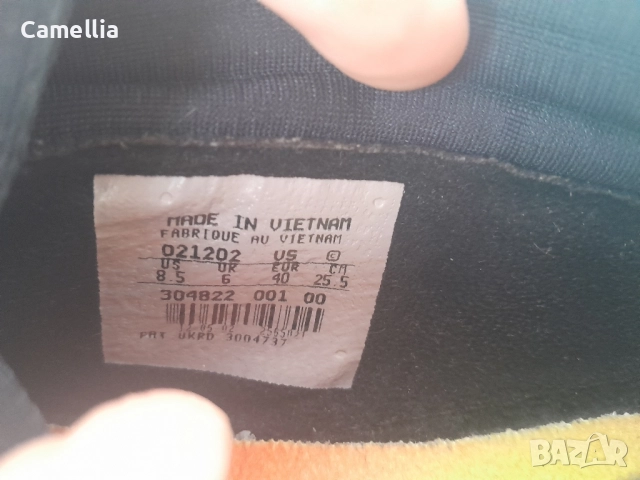 Camellia
MADE IN VIETNAM
FABRIQUE AU VIETNAM
021202 VS ©
US UK EUR CM
8.5 6 40 25.5
304822 001 00
PAT UKPD 3004737
BAZAR